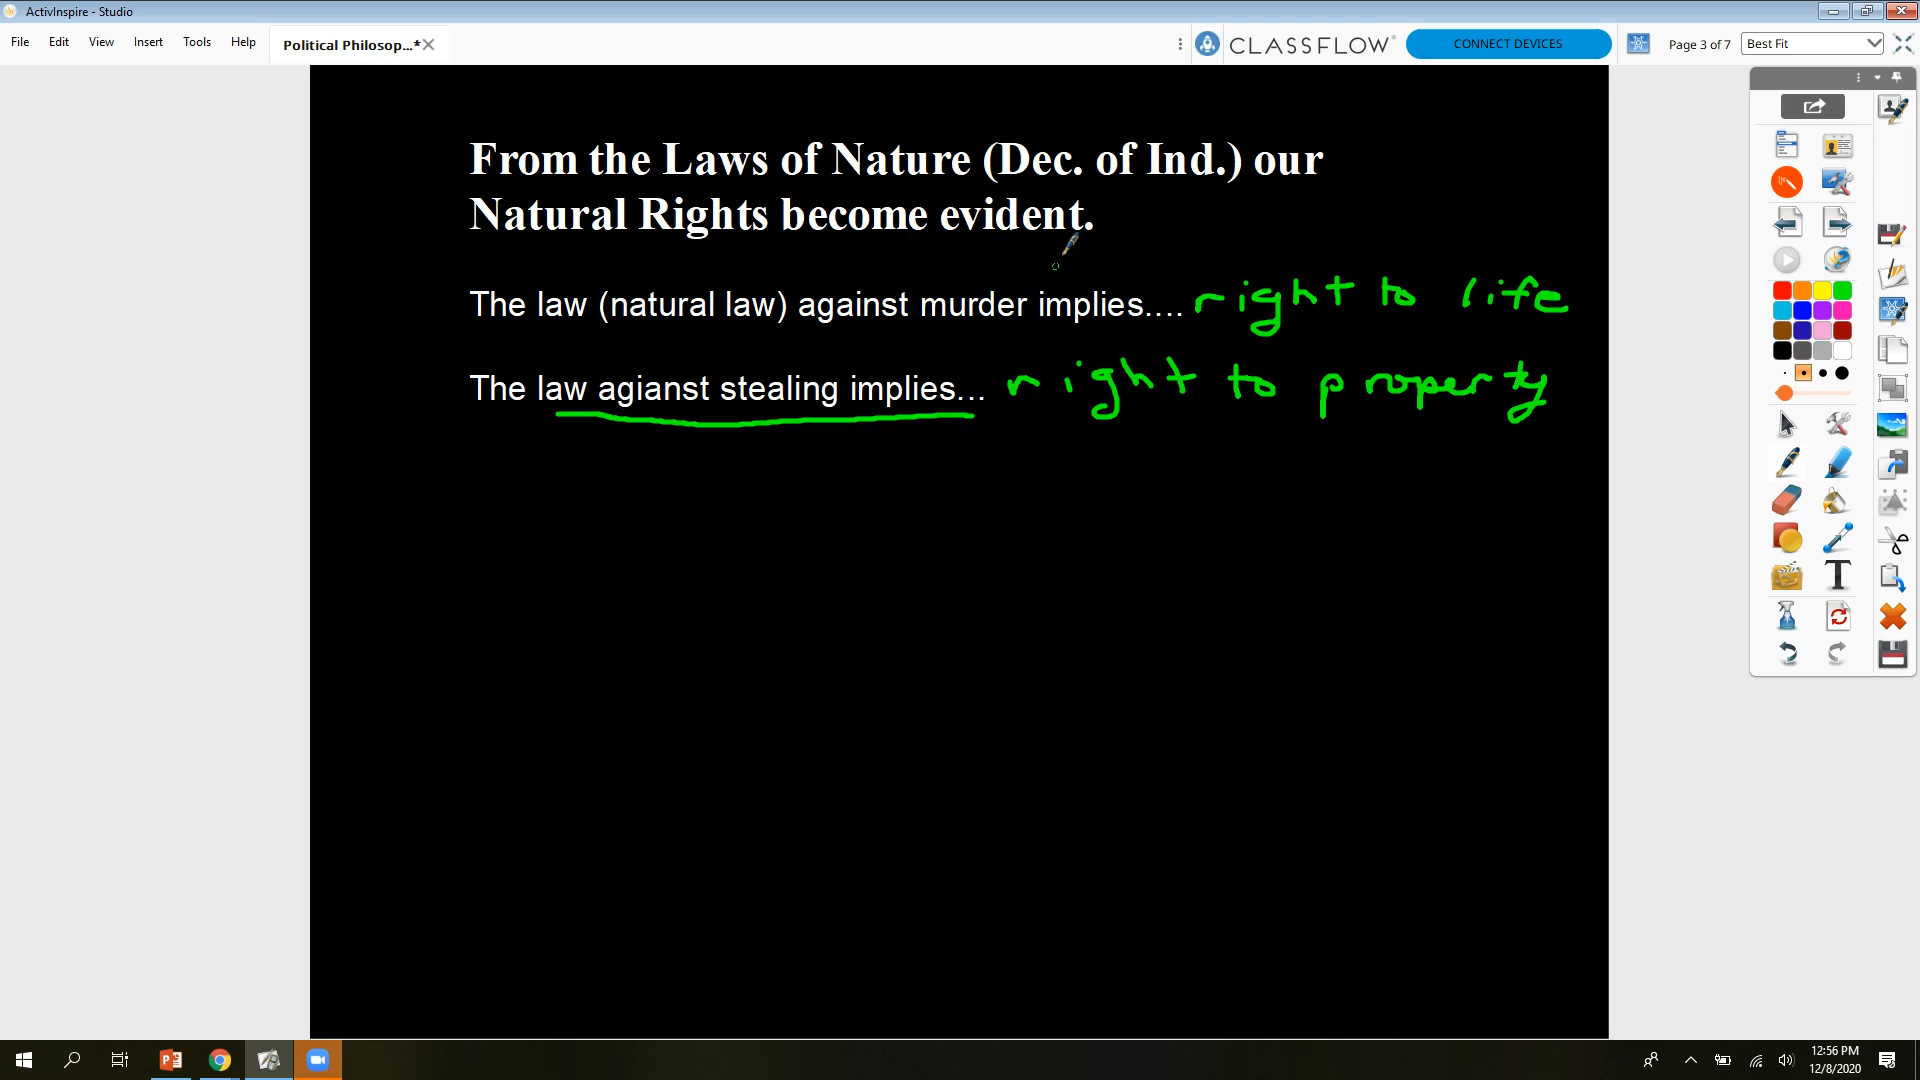 ActivInspire - Studio
File Edit View Insert Tools Help Political Philosop...* CLASSFLOW CONNECT DEVICES Page 3 of 7 Best Fit
From the Laws of Nature (Dec. of Ind.) our
Natural Rights become evident.
The law (natural law) against murder implies.... right to life
The law agianst stealing implies... right to property
12:56 PM
12/8/2020